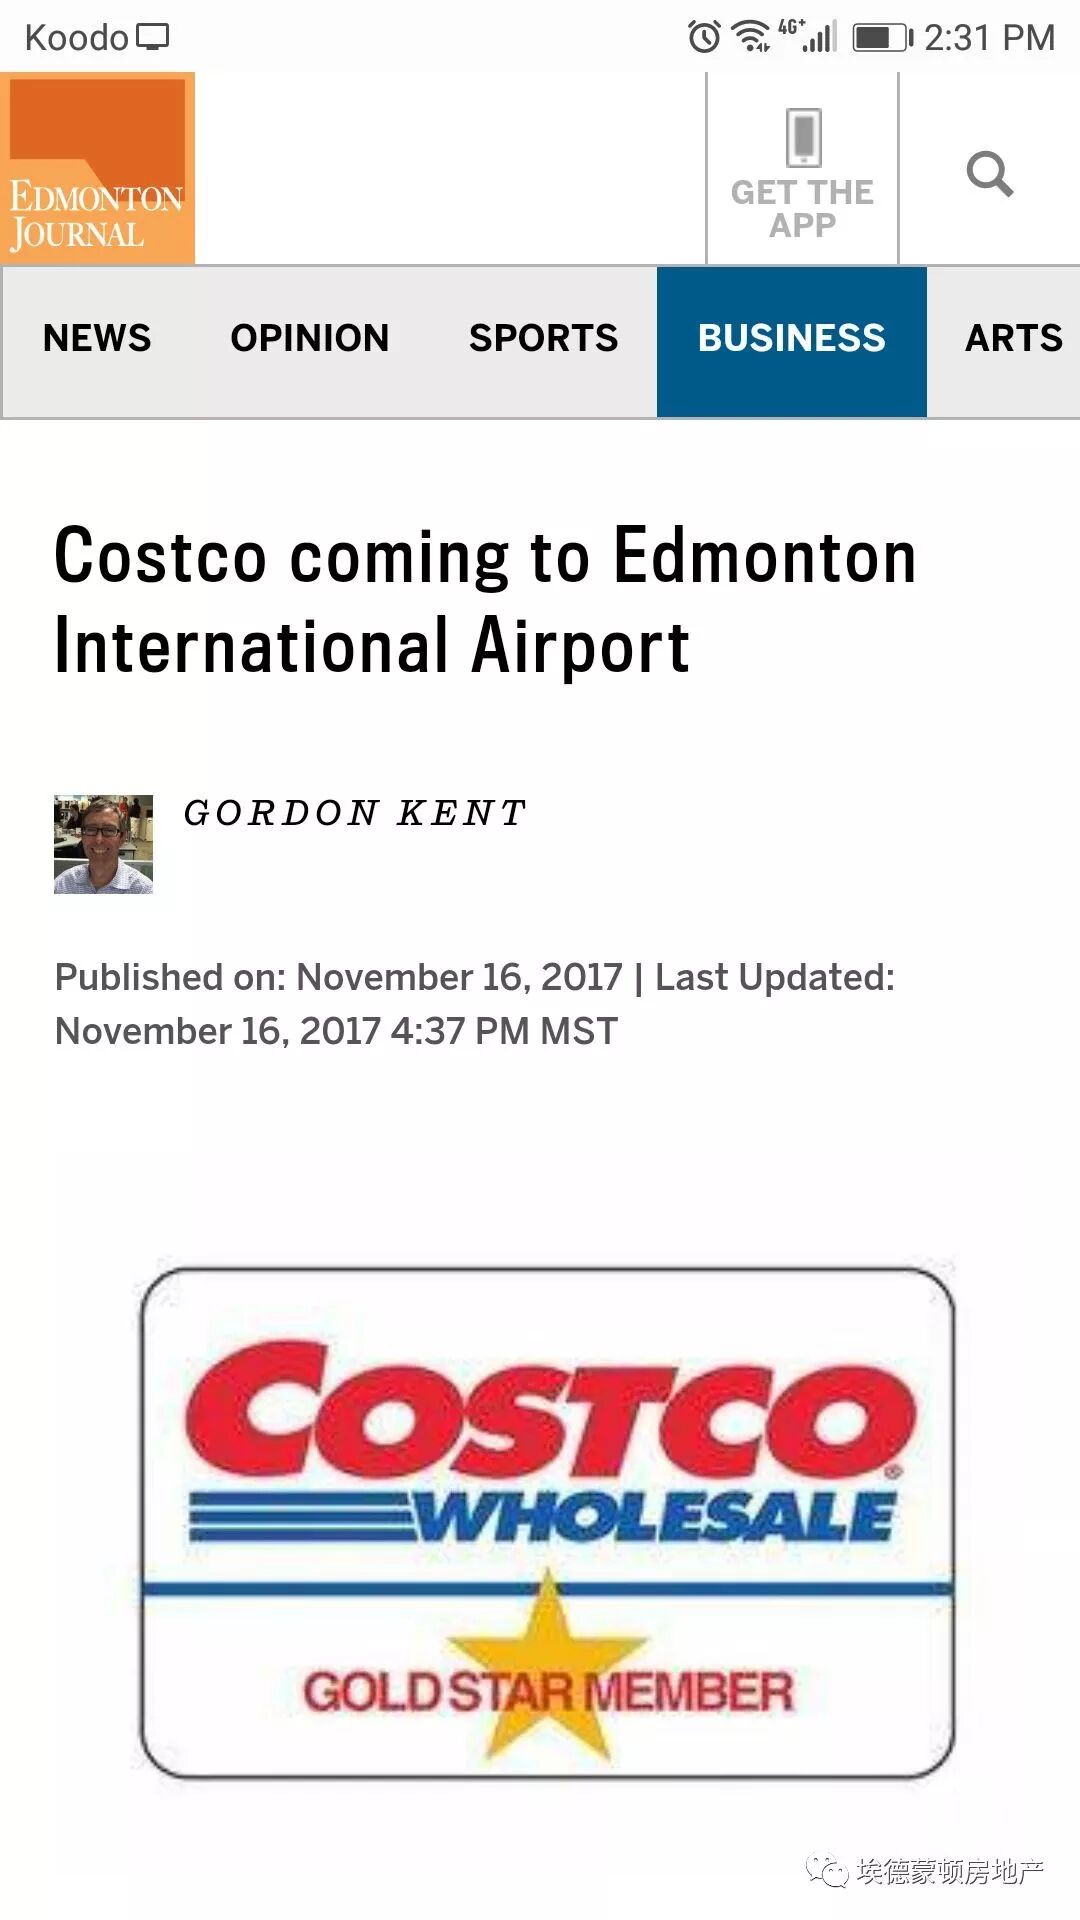 Koodo 4G+ 2:31 PM
EDMONTON
JOURNAL
GET THE
APP
NEWS OPINION SPORTS BUSINESS ARTS
Costco coming to Edmonton
International Airport
GORDON KENT
Published on: November 16, 2017 | Last Updated:
November 16, 2017 4:37 PM MST
COSTCO®
WHOLESALE
GOLD STAR MEMBER
埃德蒙顿房地产